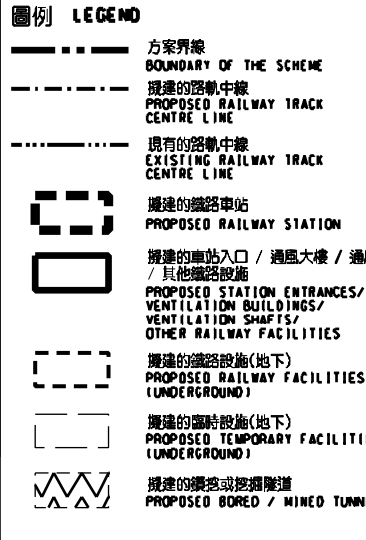 圖例 LEGEND
方案界線
BOUNDARY OF THE SCHEME
擬建的路軌中線
PROPOSED RAILWAY TRACK
CENTRE LINE
現有的路軌中線
EXISTING RAILWAY TRACK
CENTRE LINE
擬建的鐵路車站
PROPOSED RAILWAY STATION
擬建的車站入口 / 通風大樓 / 通
/ 其他鐵路設施
PROPOSED STATION ENTRANCES/
VENTILATION BUILDINGS/
VENTILATION SHAFTS/
OTHER RAILWAY FACILITIES
擬建的鐵路設施(地下)
PROPOSED RAILWAY FACILITIES
(UNDERGROUND)
擬建的臨時設施(地下)
PROPOSED TEMPORARY FACILITI
(UNDERGROUND)
擬建的鑽挖或挖掘隧道
PROPOSED BORED / MINED TUNN